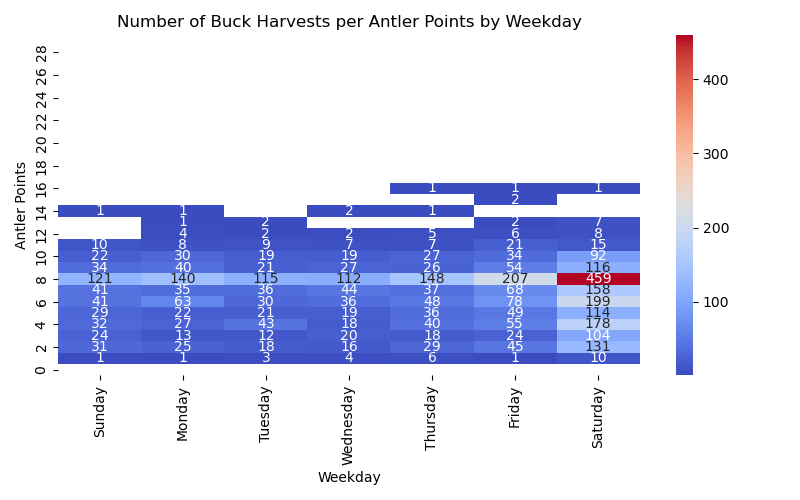 Number of Buck Harvests per Antler Points by Weekday
Antler Points
28
26
24
22
20
18
16 1 1 1
2
14 1 1 2 1
1 2 2 7
12 4 2 2 5 6 8
10 8 9 7 7 21 15
10 22 30 19 19 27 34 92
34 40 21 27 26 54 116
8 121 140 115 112 148 207 459
41 35 36 44 37 68 158
6 41 63 30 36 48 78 199
29 22 21 19 36 49 114
4 32 27 43 18 40 55 178
24 13 12 20 18 24 104
2 31 25 18 16 29 45 131
1 1 3 4 6 1 10
0
Sunday Monday Tuesday Wednesday Thursday Friday Saturday
Weekday
400
300
200
100